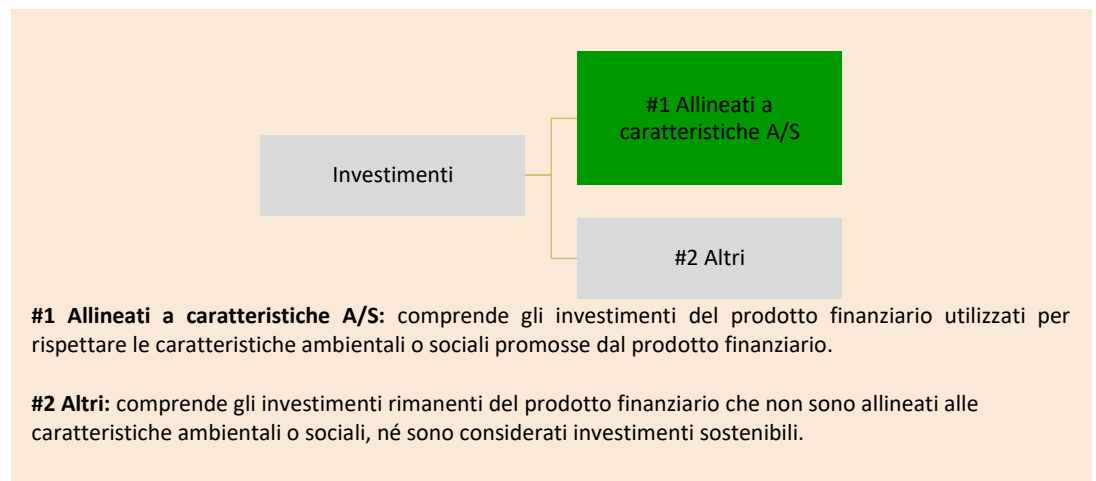 #1 Allineati a
caratteristiche A/S
Investimenti
#2 Altri
#1 Allineati a caratteristiche A/S: comprende gli investimenti del prodotto finanziario utilizzati per
rispettare le caratteristiche ambientali o sociali promosse dal prodotto finanziario.
#2 Altri: comprende gli investimenti rimanenti del prodotto finanziario che non sono allineati alle
caratteristiche ambientali o sociali, né sono considerati investimenti sostenibili.